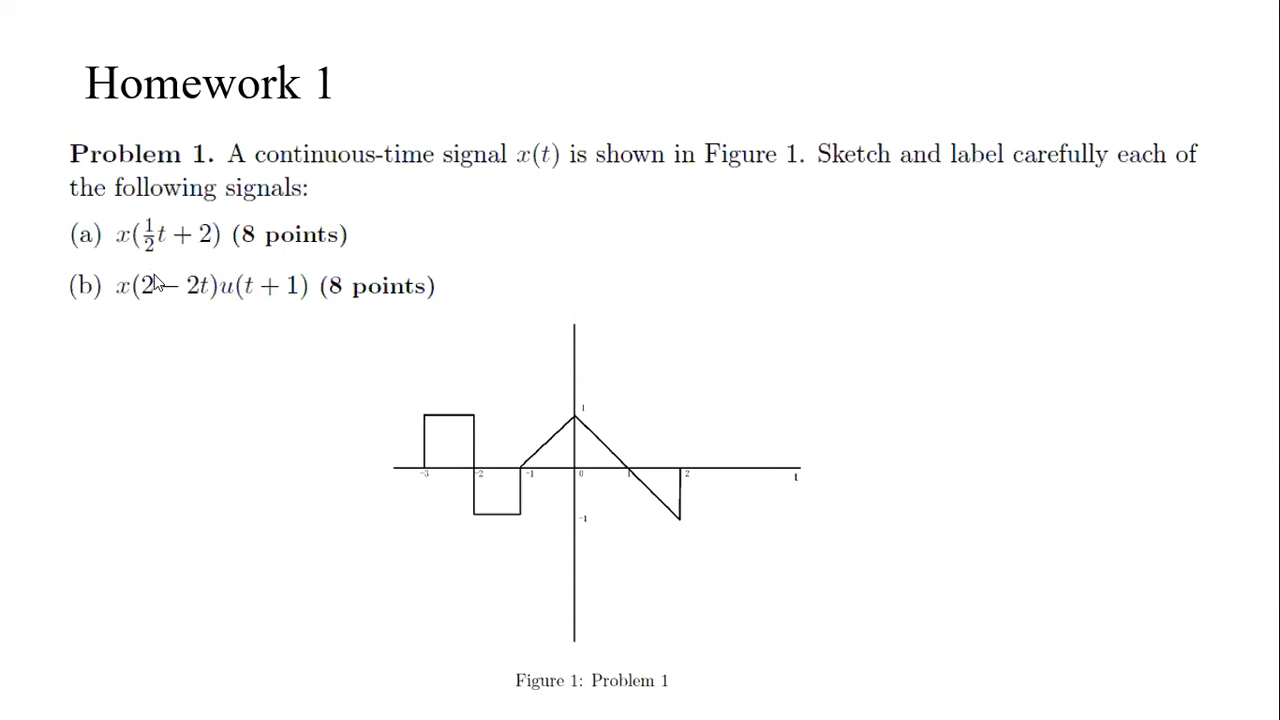 Homework 1
Problem 1. A continuous-time signal x(t) is shown in Figure 1. Sketch and label carefully each of
the following signals:
(a) x(½t + 2) (8 points)
(b) x(2 − 2t)u(t + 1) (8 points)
1
-3 -2 -1 0 1 2 t
-1
Figure 1: Problem 1